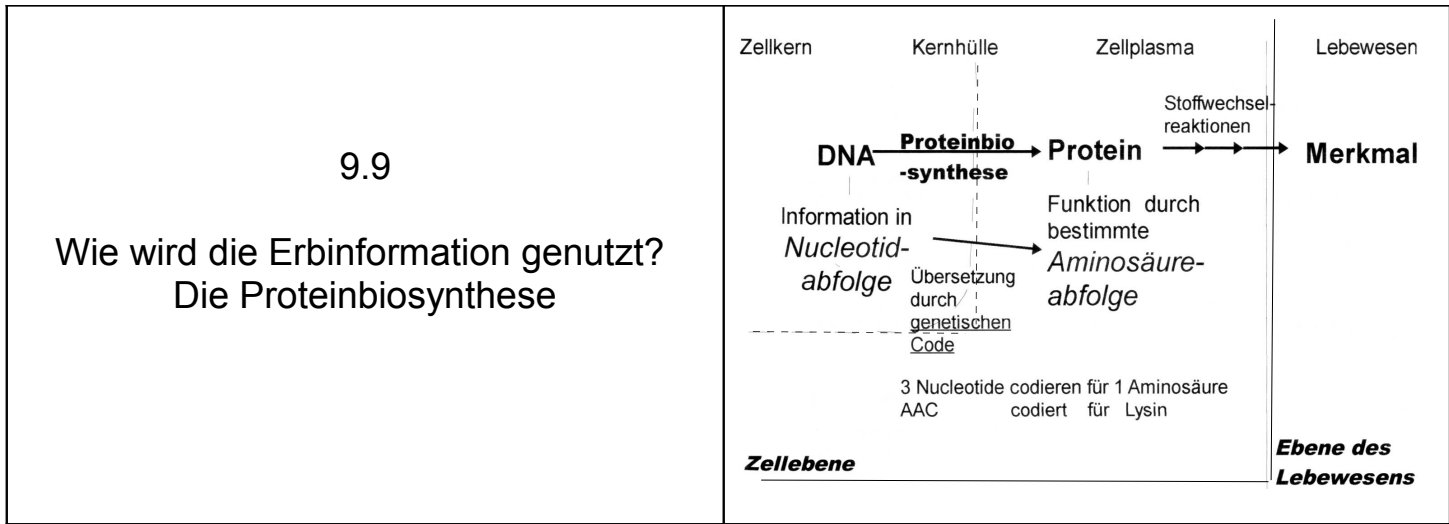 9.9
Wie wird die Erbinformation genutzt?
Die Proteinbiosynthese
Zellkern
Kernhülle
Zellplasma
Lebewesen
Stoffwechsel-
reaktionen
DNA
Proteinbio
-synthese
Protein
Merkmal
Information in
Nucleotid-
abfolge
Übersetzung
durch
genetischen
Code
Funktion durch
bestimmte
Aminosäure-
abfolge
3 Nucleotide codieren für 1 Aminosäure
AAC codiert für Lysin
Zellebene
Ebene des
Lebewesens